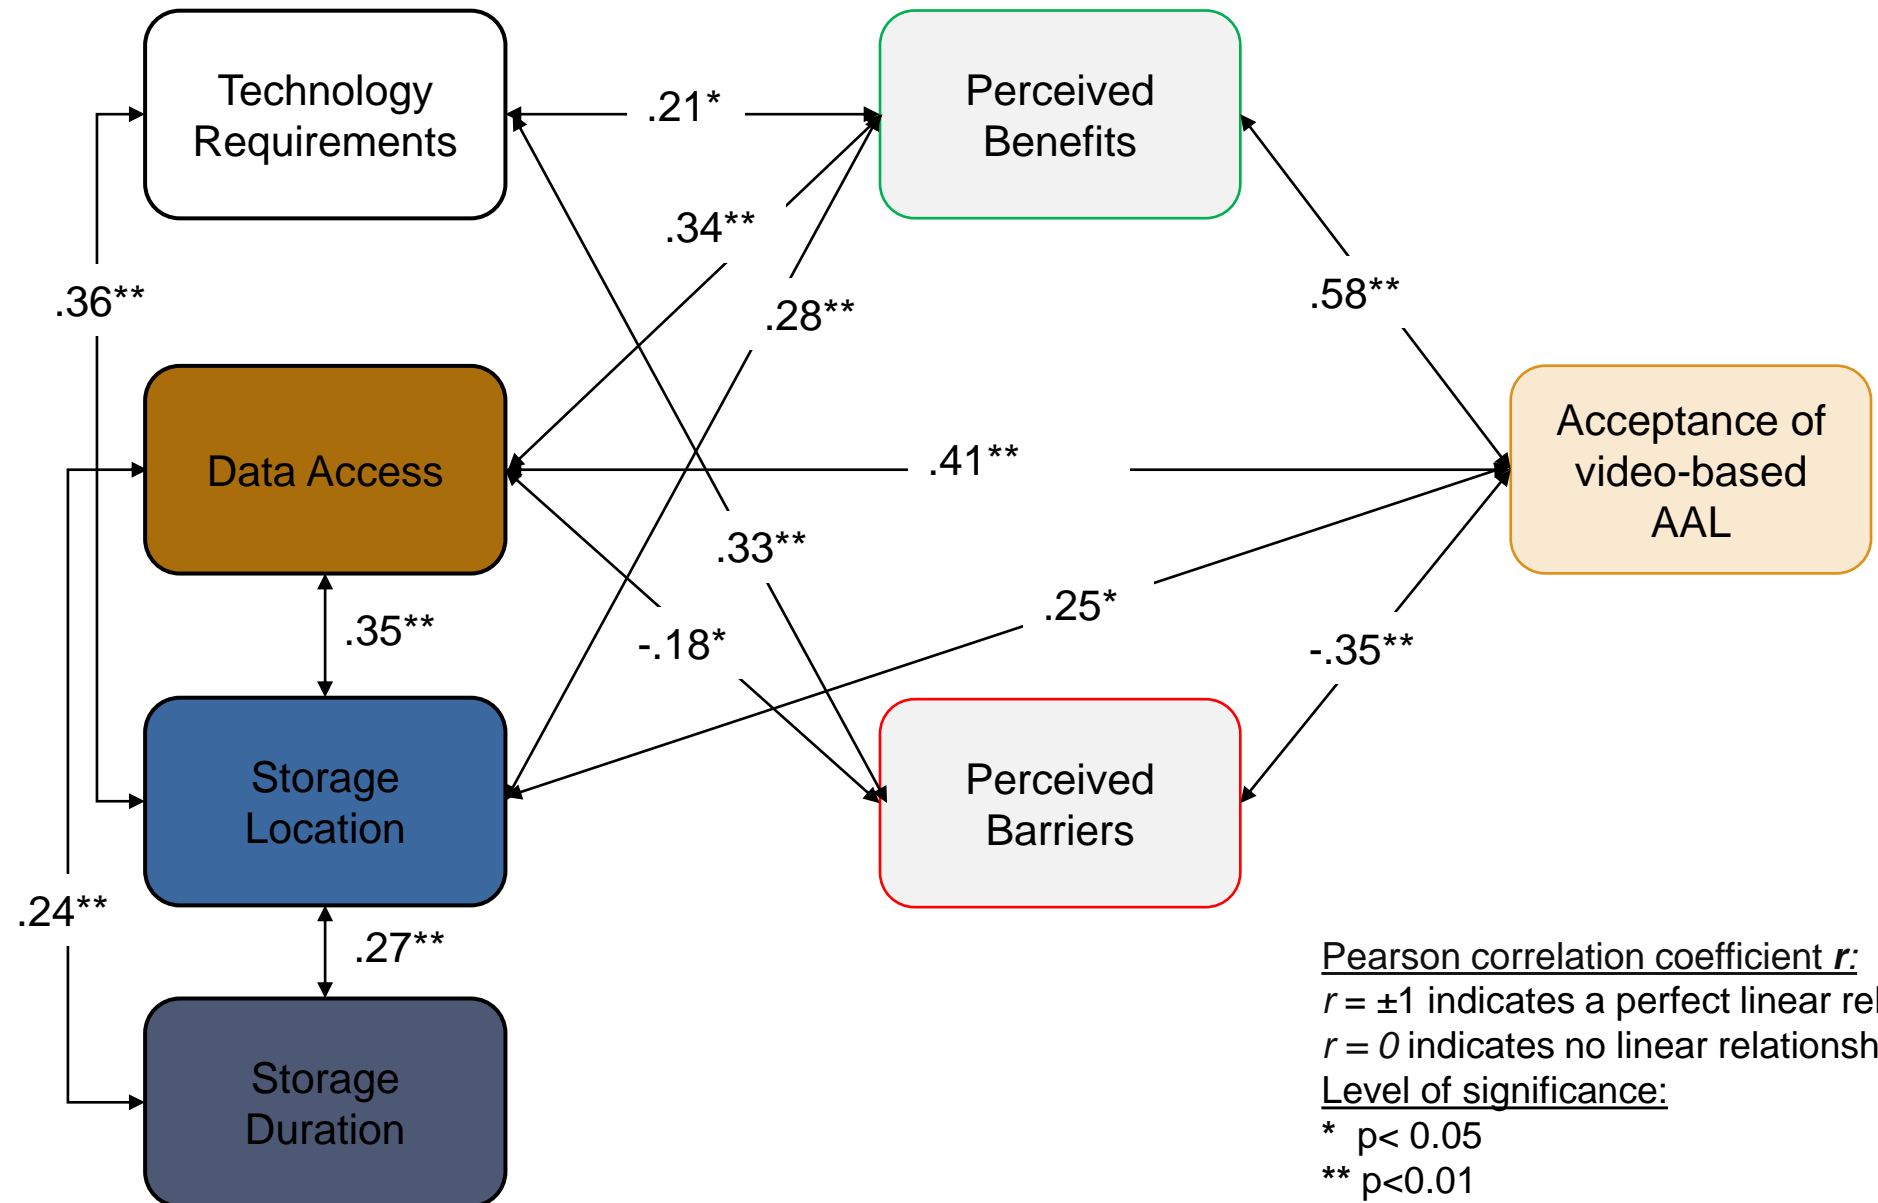 Technology
Requirements
.21*
Perceived
Benefits
.34**
.36**
.28**
.58**
Data Access
.41**
Acceptance of
video-based
AAL
.33**
.35**
-.18*
.25*
-.35**
Storage
Location
Perceived
Barriers
.24**
.27**
Storage
Duration
Pearson correlation coefficient r:
r = ±1 indicates a perfect linear
r = 0 indicates no linear
Level of significance:
* p< 0.05
** p<0.01